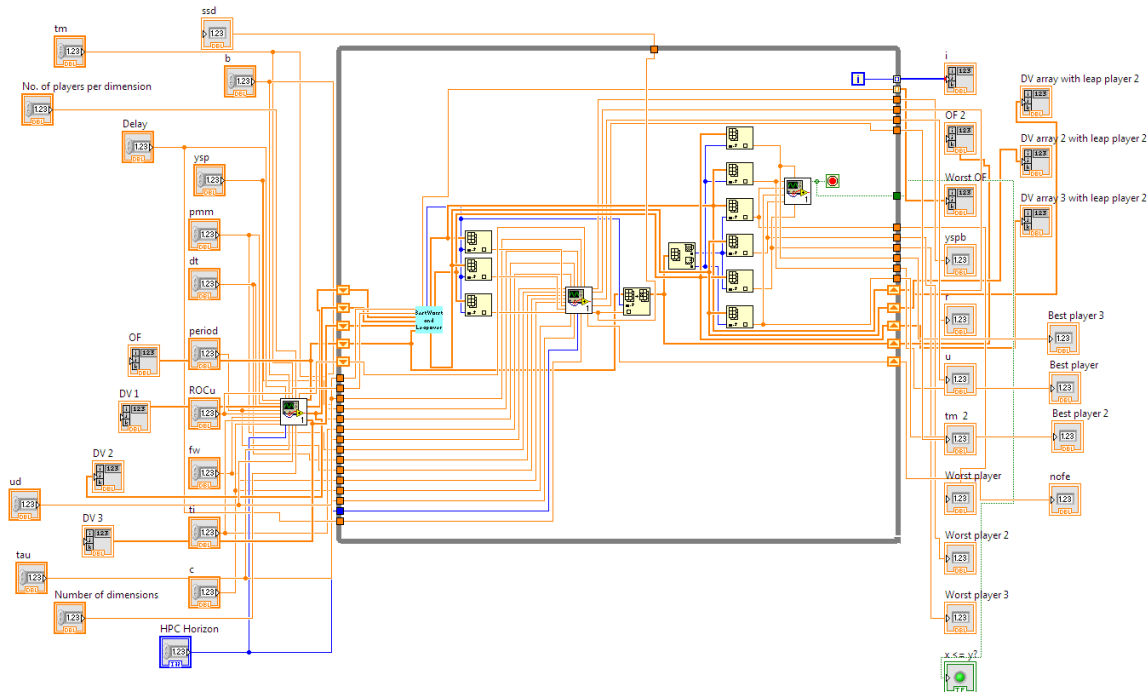 ssd
tm
b
No. of players per dimension
Delay
ysp
pmm
dt
period
OF
ROCu
DV 1
fw
DV 2
ud
ti
DV 3
tau
c
Number of dimensions
HPC Horizon
i
i
DV array with leap player 2
OF 2
DV array 2 with leap player 2
Worst OF
DV array 3 with leap player 2
yspb
r
Best player 3
u
Best player
tm 2
Best player 2
Worst player
nofe
Worst player 2
Worst player 3
x <= y?